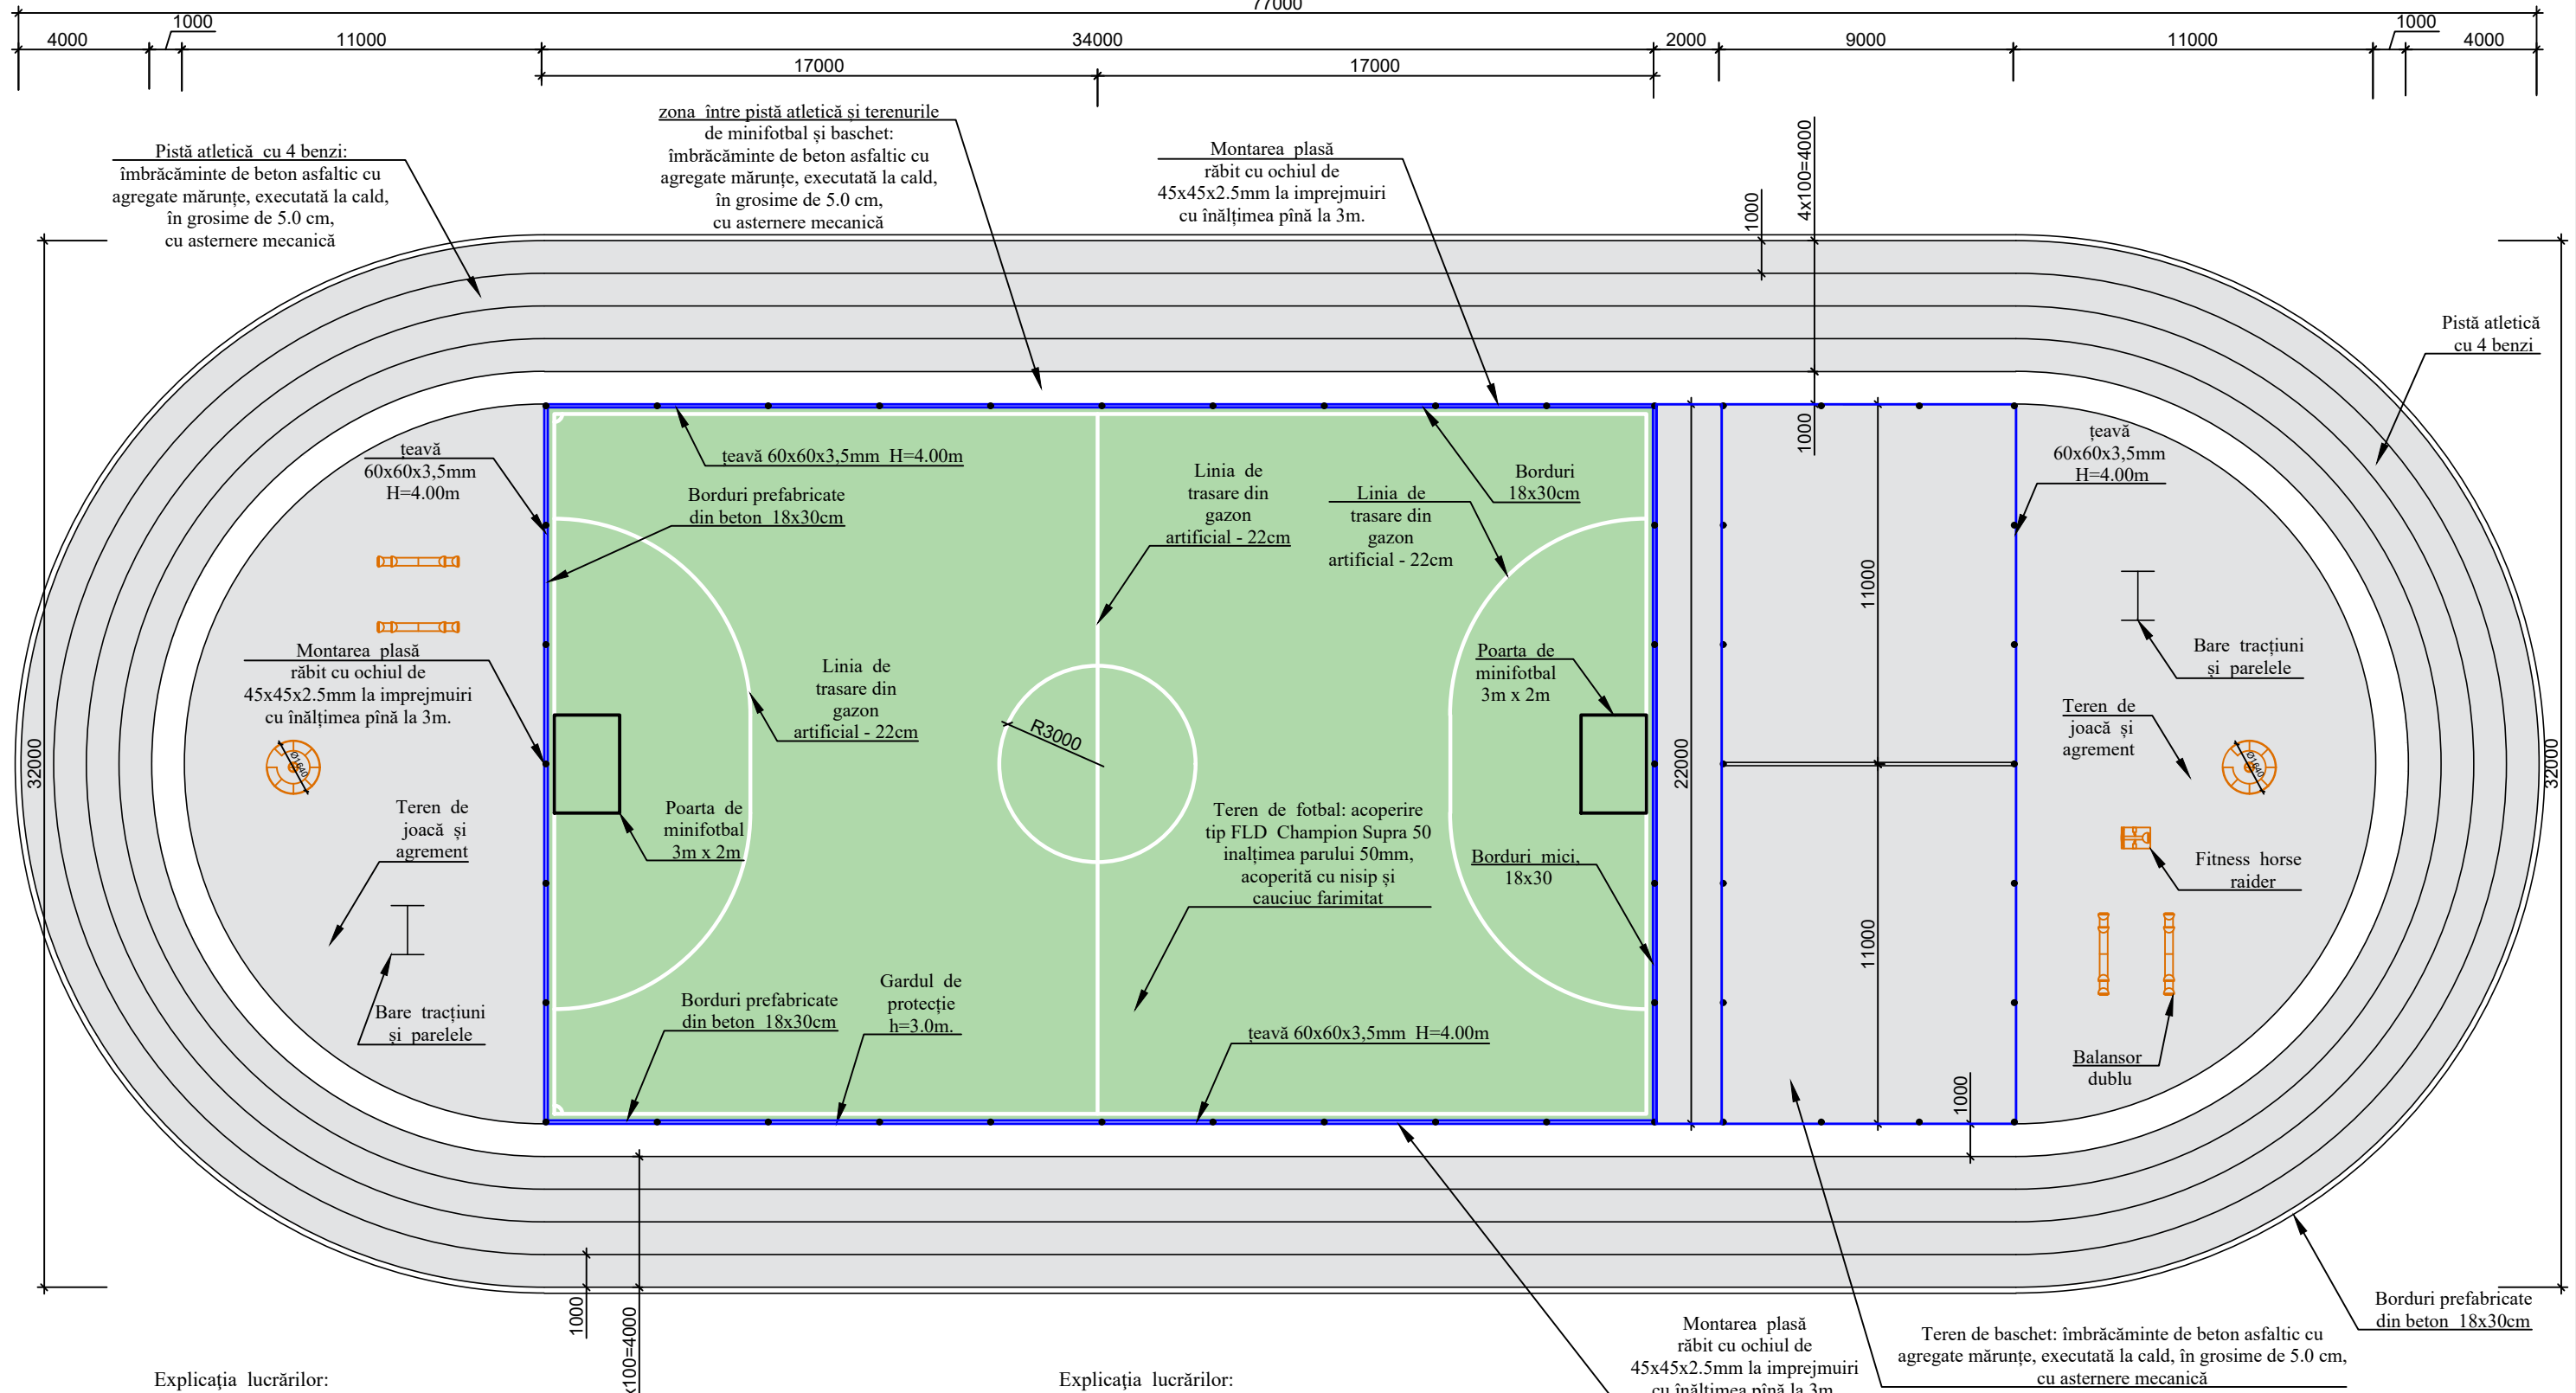 77000
4000
1000
11000
34000
2000
9000
11000
1000
4000
17000
17000
zona între pistă atletică și terenurile
de minifotbal și baschet:
îmbrăcăminte de beton asfaltic cu
agregate mărunțe, executată la cald,
în grosime de 5.0 cm,
cu asternere mecanică
Pistă atletică cu 4 benzi:
îmbrăcăminte de beton asfaltic cu
agregate mărunțe, executată la cald,
în grosime de 5.0 cm,
cu asternere mecanică
Montarea plasă
răbit cu ochiul de
45x45x2.5mm la imprejmuiri
cu înălțimea pînă la 3m.
1000
4x100=4000
Pistă atletică
cu 4 benzi
1000
țeavă
60x60x3,5mm
H=4.00m
țeavă 60x60x3,5mm H=4.00m
Borduri prefabricate
din beton 18x30cm
Linia de
trasare din
gazon
artificial - 22cm
Linia de
trasare din
gazon
artificial - 22cm
Borduri
18x30cm
țeavă
60x60x3,5mm
H=4.00m
11000
Montarea plasă
răbit cu ochiul de
45x45x2.5mm la imprejmuiri
cu înălțimea pînă la 3m.
Linia de
trasare din
gazon
artificial - 22cm
R3000
Poarta de
minifotbal
3m x 2m
Bare tracțiuni
și parelele
Teren de
joacă și
agrement
32000
Ø1640
22000
Ø1640
32000
Teren de
joacă și
agrement
Poarta de
minifotbal
3m x 2m
Teren de fotbal: acoperire
tip FLD Champion Supra 50
inalțimea parului 50mm,
acoperită cu nisip și
cauciuc farimitat
Borduri mici,
18x30
Fitness horse
raider
11000
Bare tracțiuni
și parelele
Borduri prefabricate
din beton 18x30cm
Gardul de
protecție
h=3.0m.
țeavă 60x60x3,5mm H=4.00m
Balansor
dublu
1000
1000
x100=4000
Borduri prefabricate
din beton 18x30cm
Montarea plasă
răbit cu ochiul de
45x45x2.5mm la imprejmuiri
cu înălțimea pînă la 3m
Teren de baschet: îmbrăcăminte de beton asfaltic cu
agregate mărunțe, executată la cald, în grosime de 5.0 cm,
cu asternere mecanică
Explicaţia lucrărilor:
Explicaţia lucrărilor: